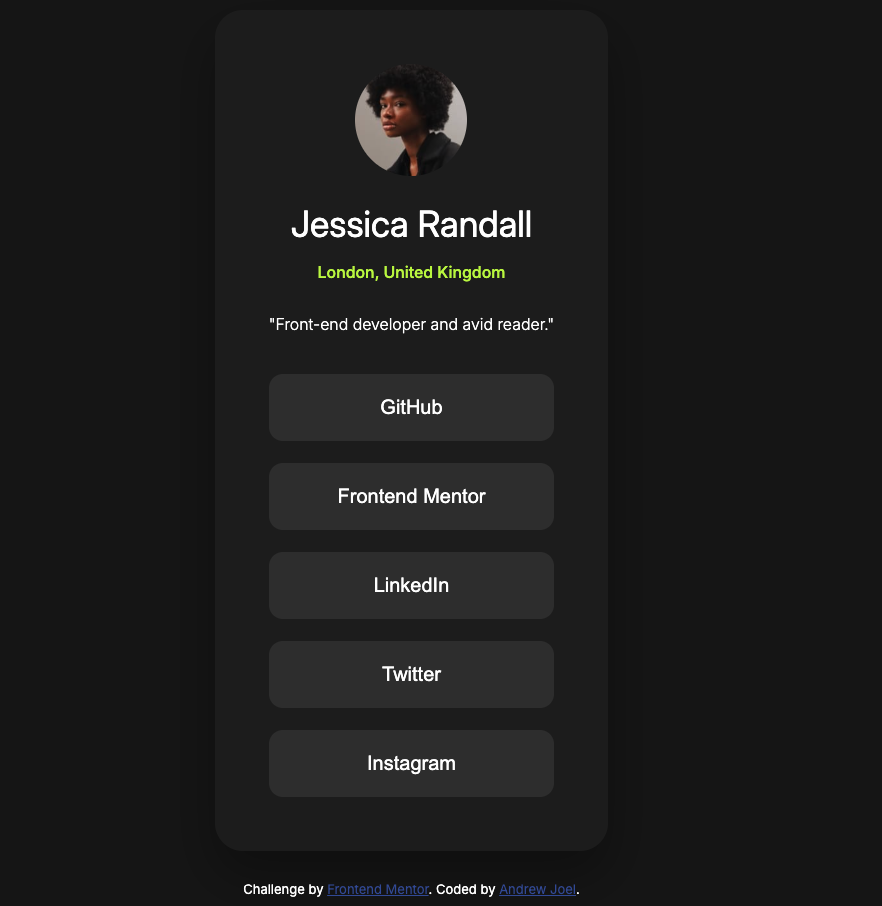 Jessica Randall
London, United Kingdom
"Front-end developer and avid reader."
GitHub
Frontend Mentor
LinkedIn
Twitter
Instagram
Challenge by Frontend Mentor. Coded by Andrew Joel.